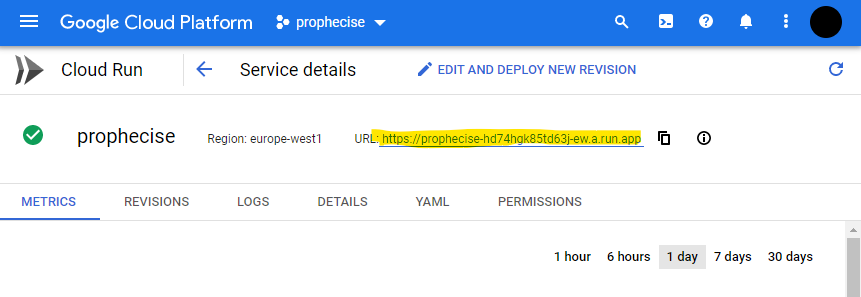 Google Cloud Platform prophecise
Cloud Run Service details EDIT AND DEPLOY NEW REVISION
prophecise Region: europe-west1 URL: https://prophecise-hd74hgk85td63j-ew.a.run.app
METRICS REVISIONS LOGS DETAILS YAML PERMISSIONS
1 hour 6 hours 1 day 7 days 30 days